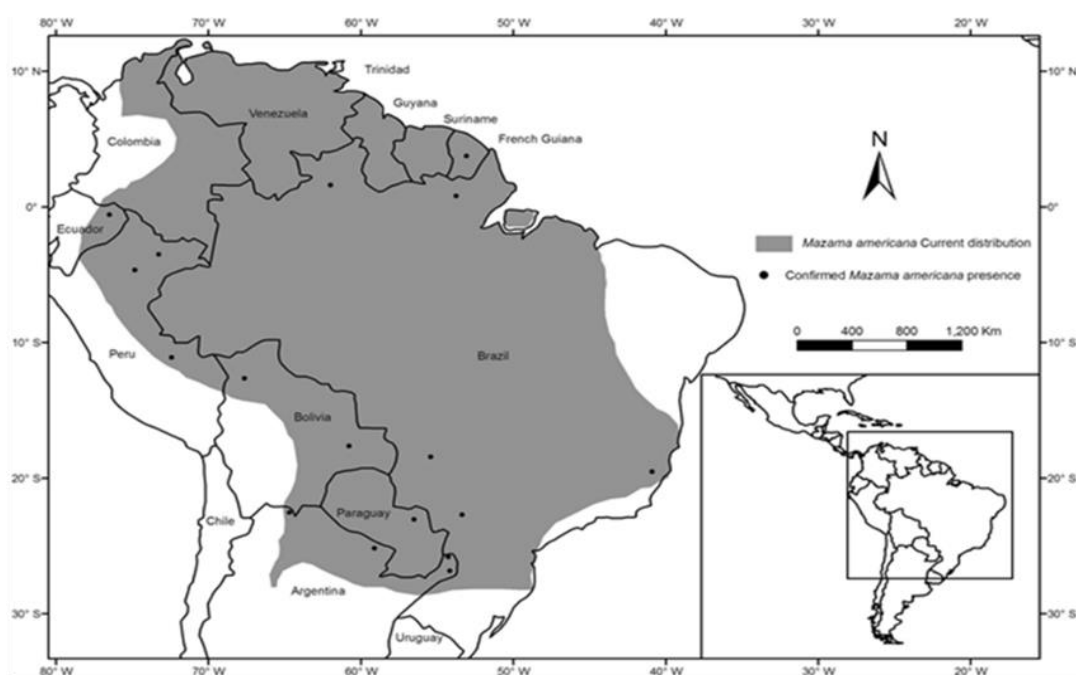 80° W 70° W 60° W 50° W 40° W 30° W 20° W
10° N 10° N
Trinidad
Guyana
Venezuela
Suriname
Colombia
French Guiana
N
0° 0°
Ecuador
Mazama americana Current distribution
Confirmed Mazama americana presence
10° S 10° S
0 400 800 1,200 Km
Peru
Brazil
Bolivia
20° S 20° S
Chile
Paraguay
Argentina
30° S 30° S
Uruguay
80° W 70° W 60° W 50° W 40° W 30° W 20° W